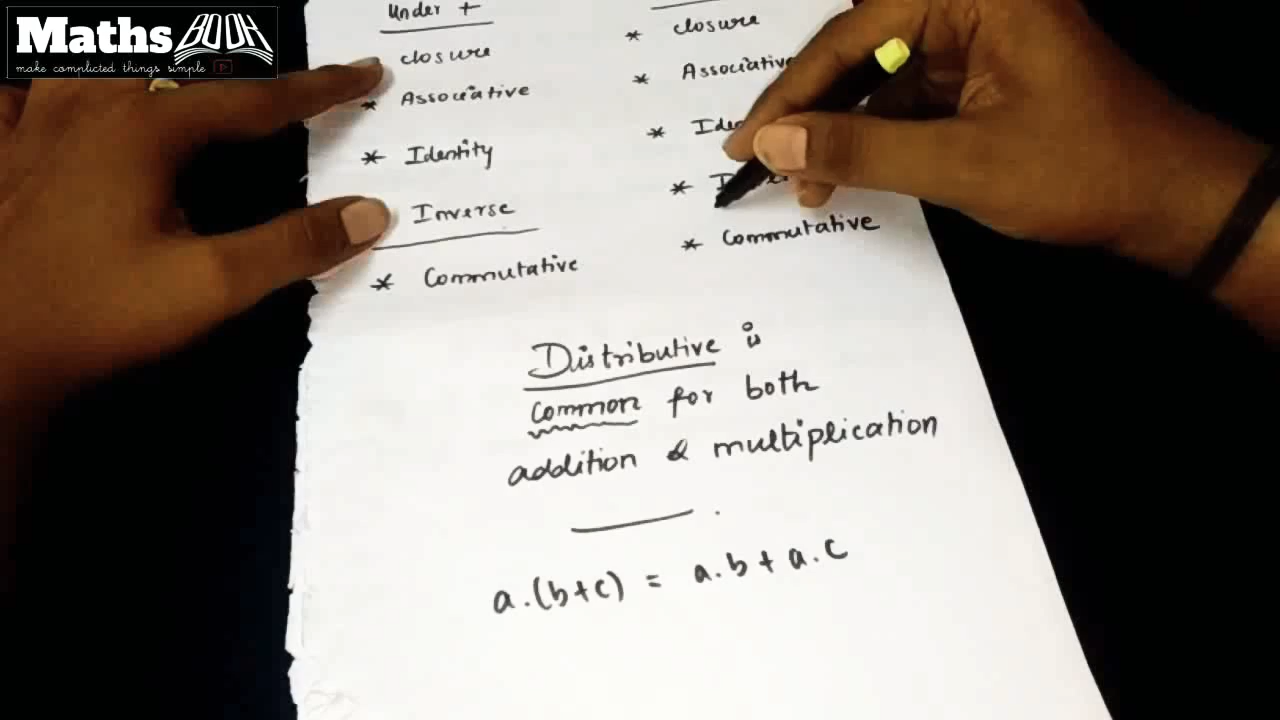 Maths BOOK
make complicted things simple
Under +
closure
* Associative
* Identity
Inverse
* Commutative
* closure
* Associative
*
*
* Commutative
Distributive is
common for both
addition & multiplication
a.(b+c) = a.b + a.c